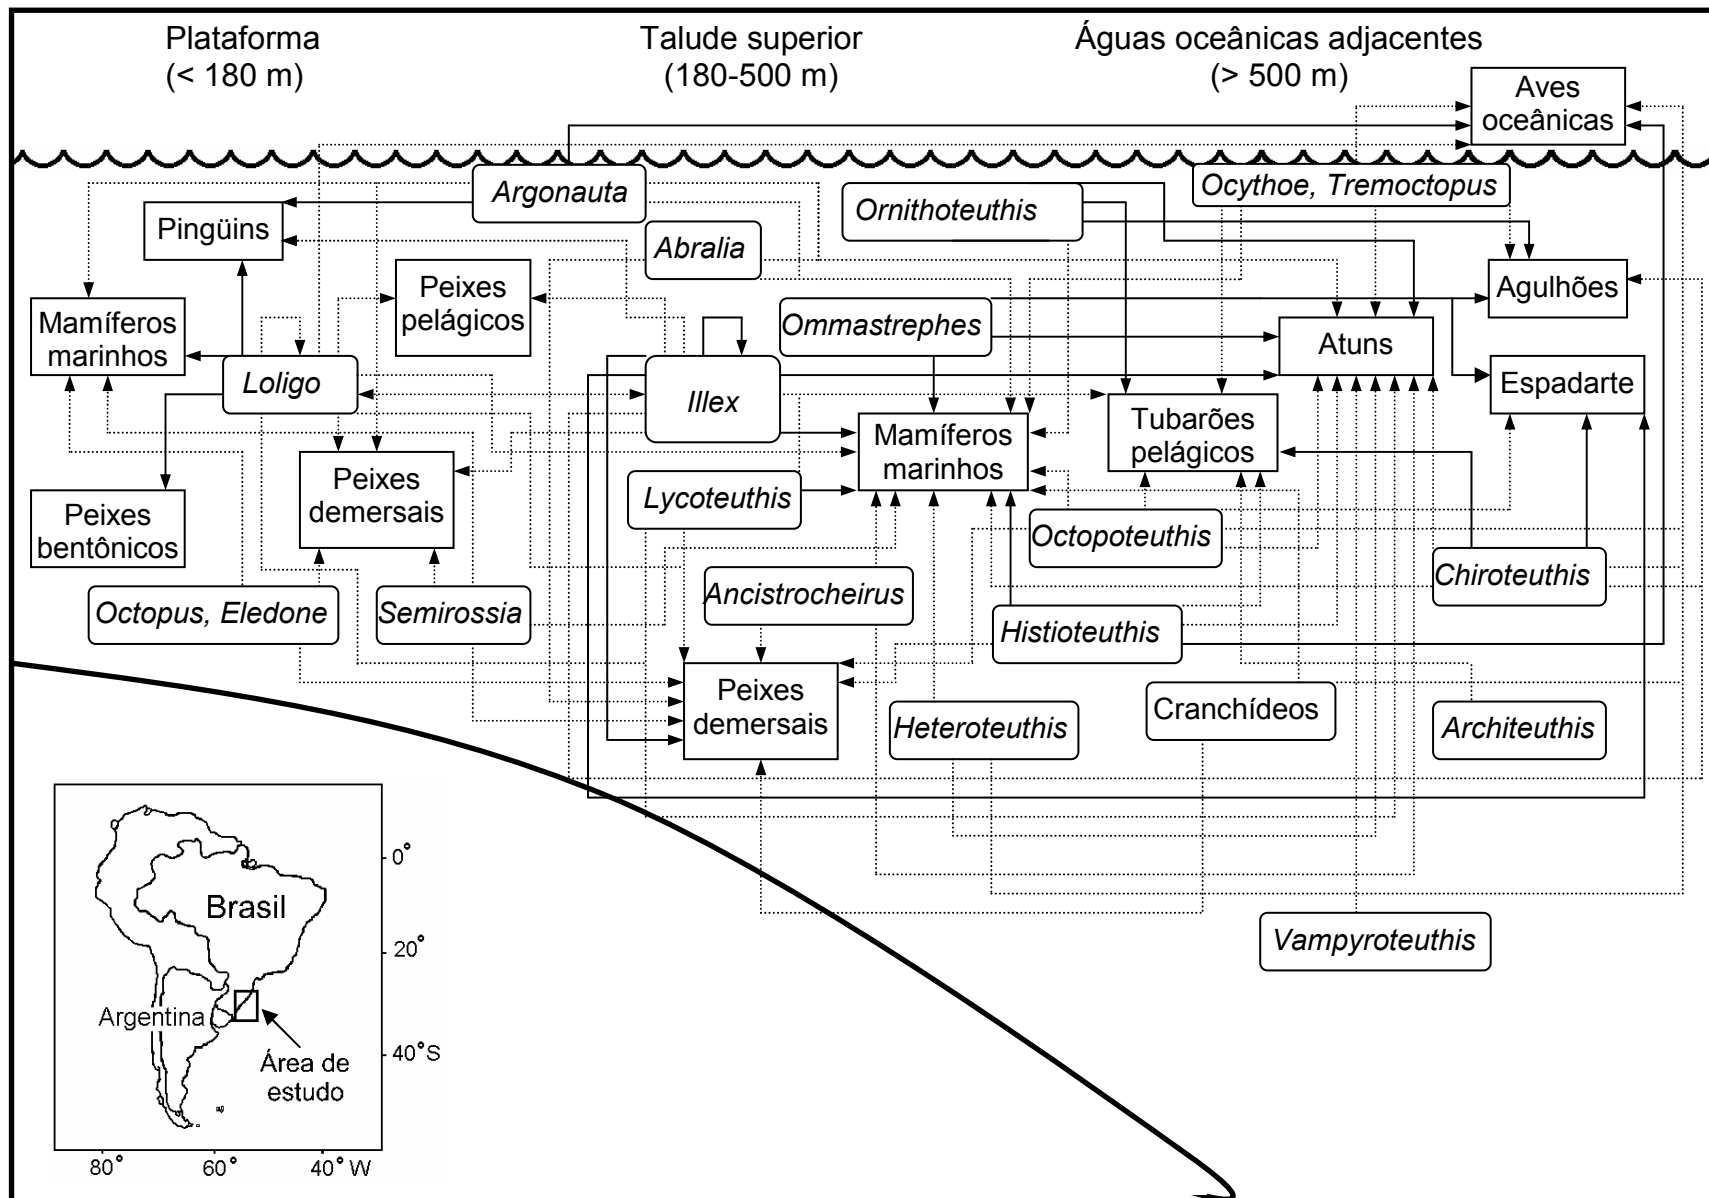 Plataforma
(< 180 m)
Talude superior
(180-500 m)
Águas oceânicas adjacentes
(> 500 m)
Aves
oceânicas
Argonauta
Ornithoteuthis
Ocythoe, Tremoctopus
Pingüins
Abralia
Peixes
pelágicos
Agulhões
Mamíferos
marinhos
Ommastrephes
Atuns
Loligo
Illex
Espadarte
Mamíferos
marinhos
Tubarões
pelágicos
Peixes
demersais
Lycoteuthis
Peixes
bentônicos
Octopoteuthis
Chiroteuthis
Octopus, Eledone
Semirossia
Ancistrocheirus
Histioteuthis
Peixes
demersais
Heteroteuthis
Cranchídeos
Architeuthis
Vampyroteuthis
0°
Brasil
20°
Argentina
40°S
Área de
estudo
80°
60°
40° W